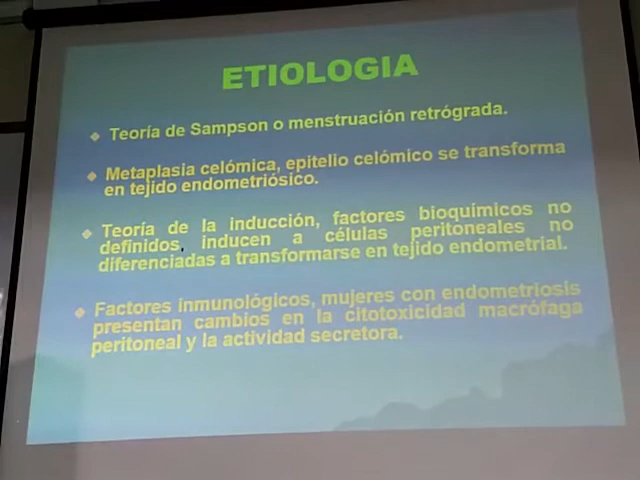 ETIOLOGIA
Teoría de Sampson o menstruación retrógrada.
Metaplasia celómica, epitelio celómico se transforma
en tejido endometriósico.
Teoría de la inducción, factores bioquímicos no
definidos, inducen a células peritoneales no
diferenciadas a transformarse en tejido endometrial.
Factores inmunológicos, mujeres con endometriosis
presentan cambios en la citotoxicidad macrófaga
peritoneal y la actividad secretora.